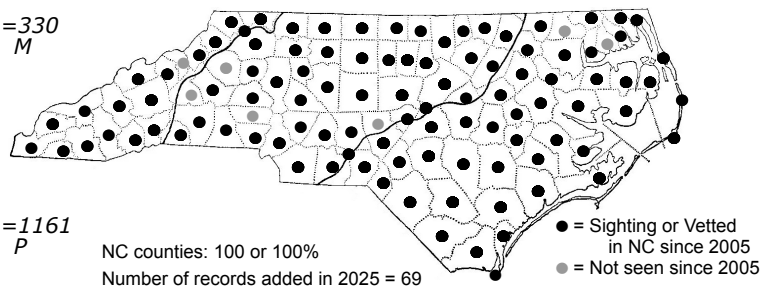 =330
M
=1161
P
NC counties: 100 or 100%
Number of records added in 2025 = 69
= Sighting or Vetted
in NC since 2005
= Not seen since 2005